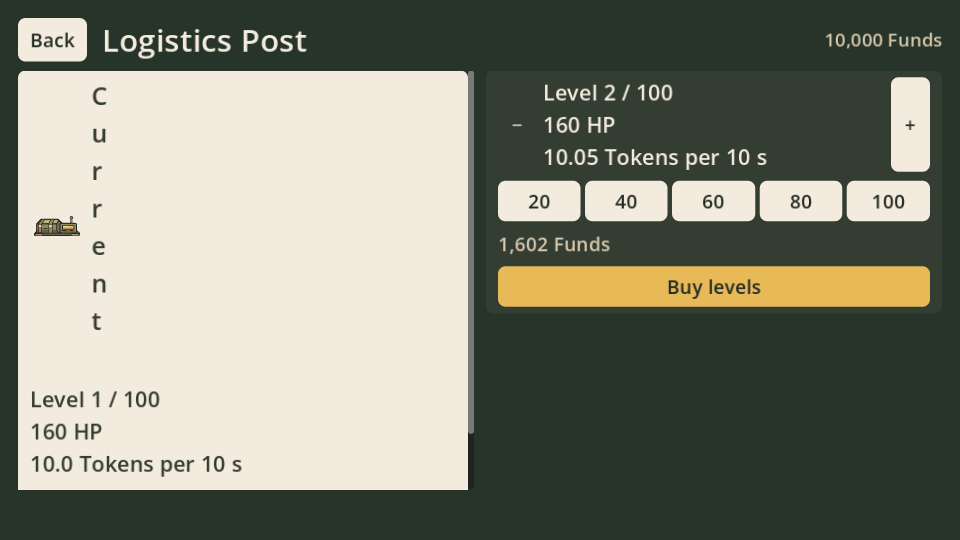 Back
Logistics Post
10,000 Funds
Current
Level 1 / 100
160 HP
10.0 Tokens per 10 s
Level 2 / 100
− 160 HP +
10.05 Tokens per 10 s
20 40 60 80 100
1,602 Funds
Buy levels